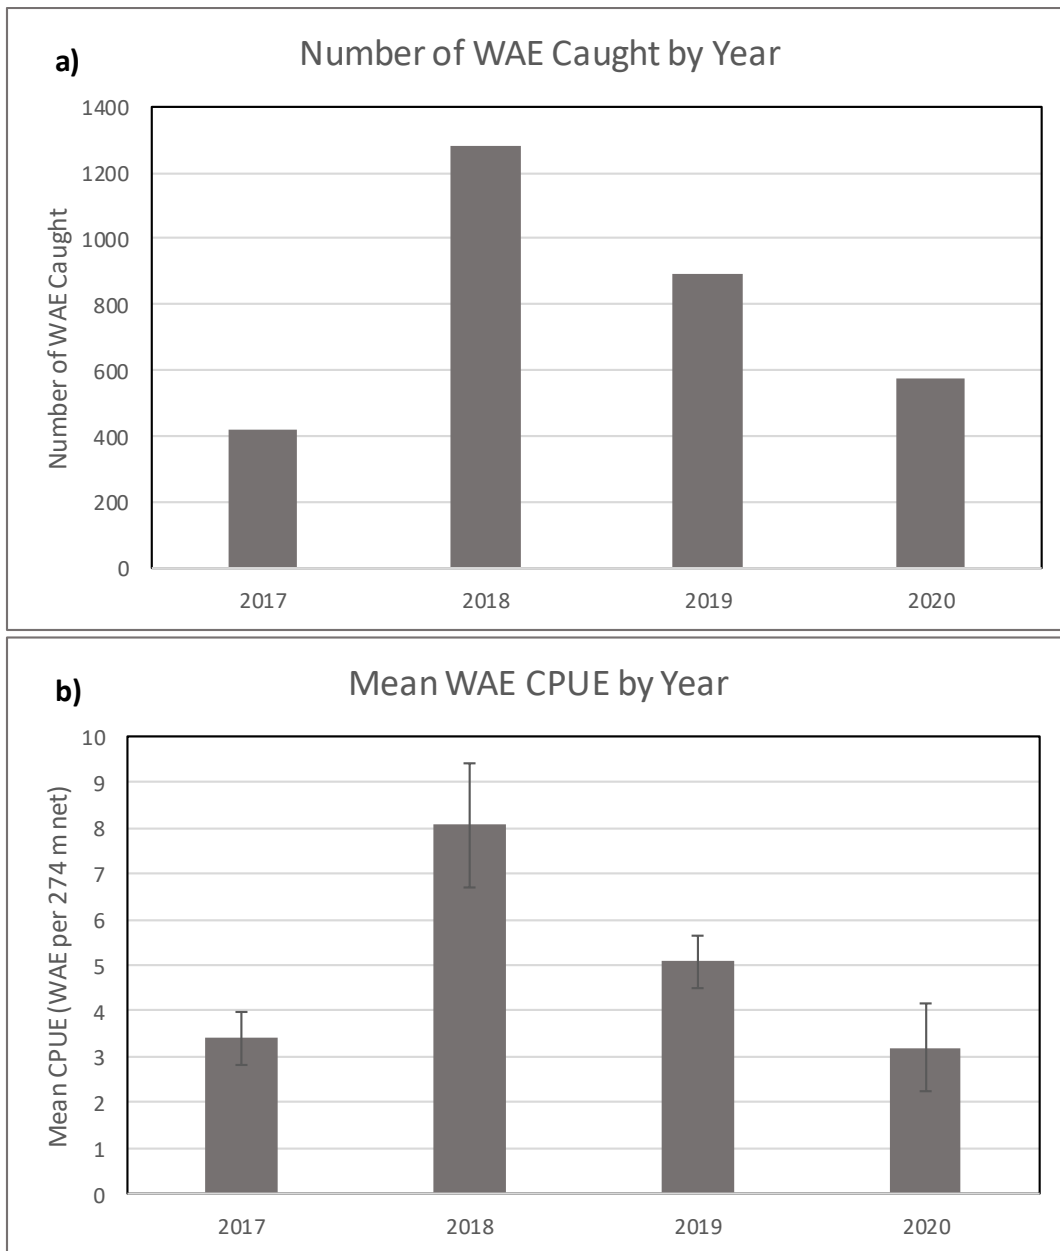 a)
Number of WAE Caught by Year
Number of WAE Caught
1400
1200
1000
800
600
400
200
0
2017 2018 2019 2020
b)
Mean WAE CPUE by Year
Mean CPUE (WAE per 274 m net)
10
9
8
7
6
5
4
3
2
1
0
2017 2018 2019 2020